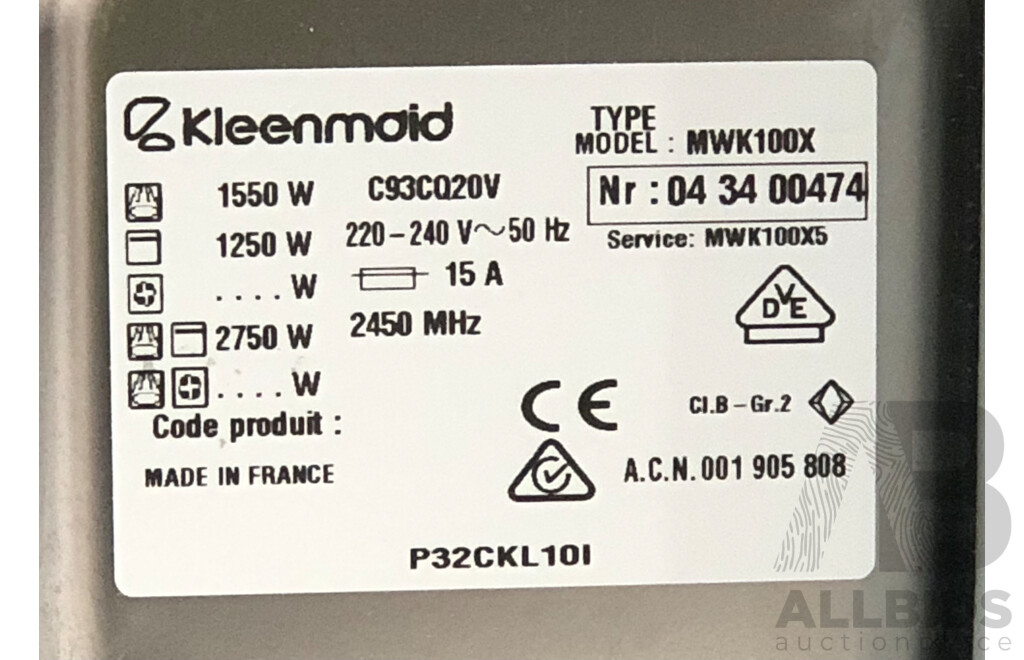 Kleenmaid
TYPE
MODEL : MWK100X
1550 W
C93CQ20V
Nr : 04 34 00474
1250 W
220-240 V~50 Hz
Service: MWK100X5
. . . . W
15 A
DVE
2750 W
2450 MHz
. . . . W
CE
Cl.B-Gr.2
Code produit :
MADE IN FRANCE
A.C.N. 001 905 808
P32CKL10I
AB
ALLBIDS